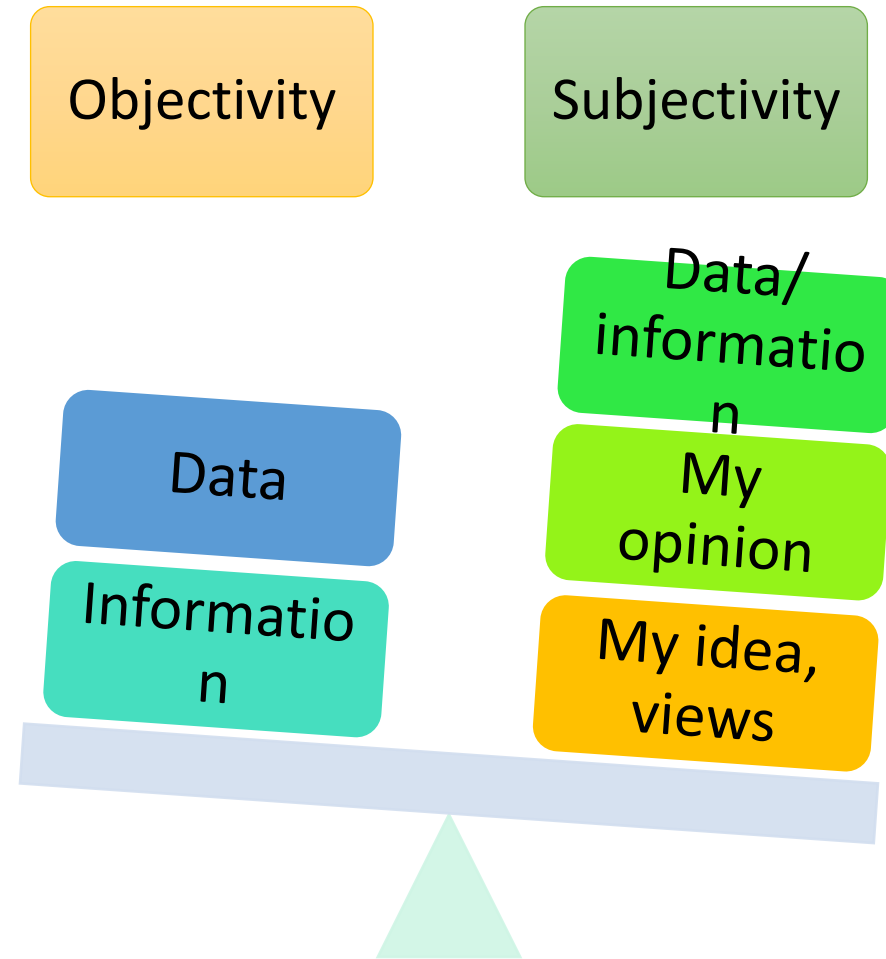 Objectivity
Subjectivity
Data
Informatio
n
Data/
informatio
n
My
opinion
My idea,
views